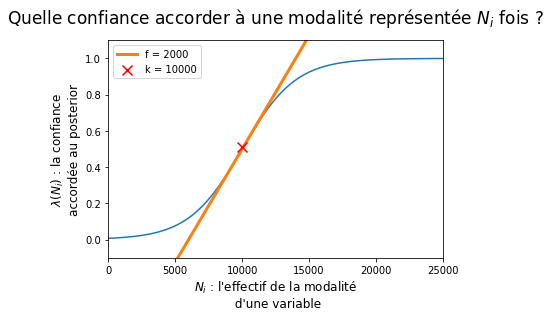 Quelle confiance accorder à une modalité représentée $N_i$ fois ?
f = 2000
k = 10000
1.0
0.8
0.6
0.4
0.2
0.0
λ($N_i$) : la confiance
accordée au posterior
0 5000 10000 15000 20000 25000
$N_i$ : l'effectif de la modalité
d'une variable